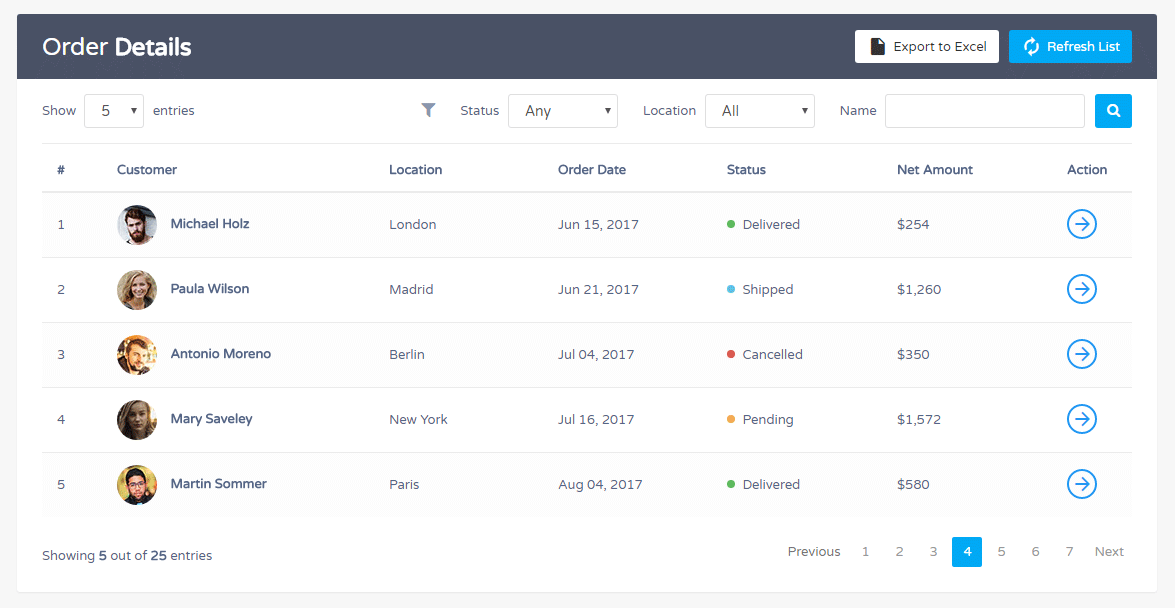 Order Details Export to Excel Refresh List
Show 5 entries Status Any Location All Name
# Customer Location Order Date Status Net Amount Action
1 Michael Holz London Jun 15, 2017 Delivered $254
2 Paula Wilson Madrid Jun 21, 2017 Shipped $1,260
3 Antonio Moreno Berlin Jul 04, 2017 Cancelled $350
4 Mary Saveley New York Jul 16, 2017 Pending $1,572
5 Martin Sommer Paris Aug 04, 2017 Delivered $580
Showing 5 out of 25 entries Previous 1 2 3 4 5 6 7 Next